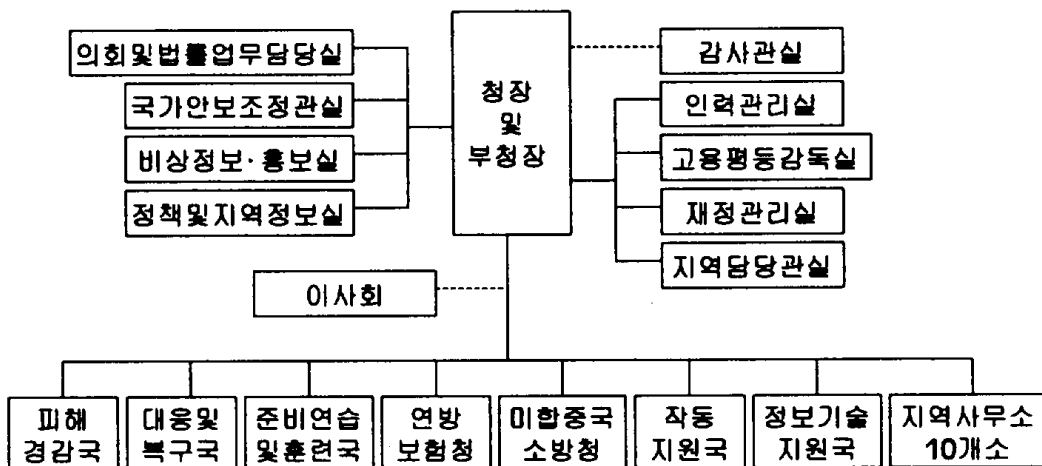 의회및법률업무담당실
국가안보조정관실
비상정보·홍보실
정책및지역정보실
청장
및
부청장
감사관실
인력관리실
고용평등감독실
재정관리실
지역담당관실
이사회
피해
경감국
대응및
복구국
준비연습
및훈련국
연방
보험청
미합중국
소방청
작동
지원국
정보기술
지원국
지역사무소
10개소